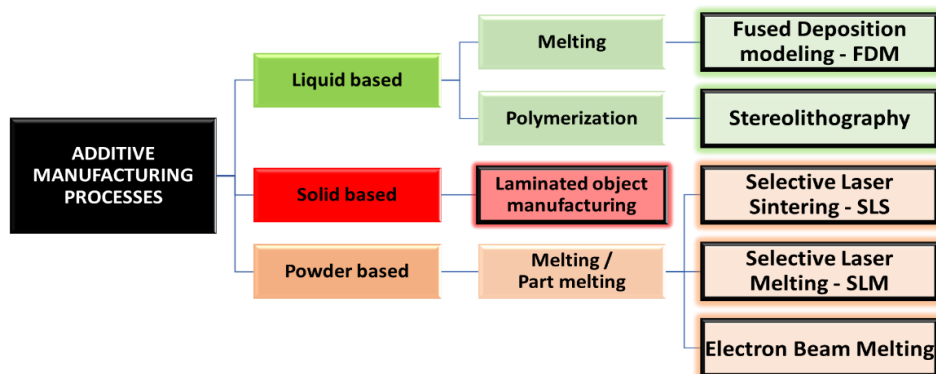 ADDITIVE
MANUFACTURING
PROCESSES
Liquid based
Melting
Fused Deposition
modeling - FDM
Polymerization
Stereolithography
Solid based
Laminated object
manufacturing
Powder based
Melting /
Part melting
Selective Laser
Sintering - SLS
Selective Laser
Melting - SLM
Electron Beam Melting